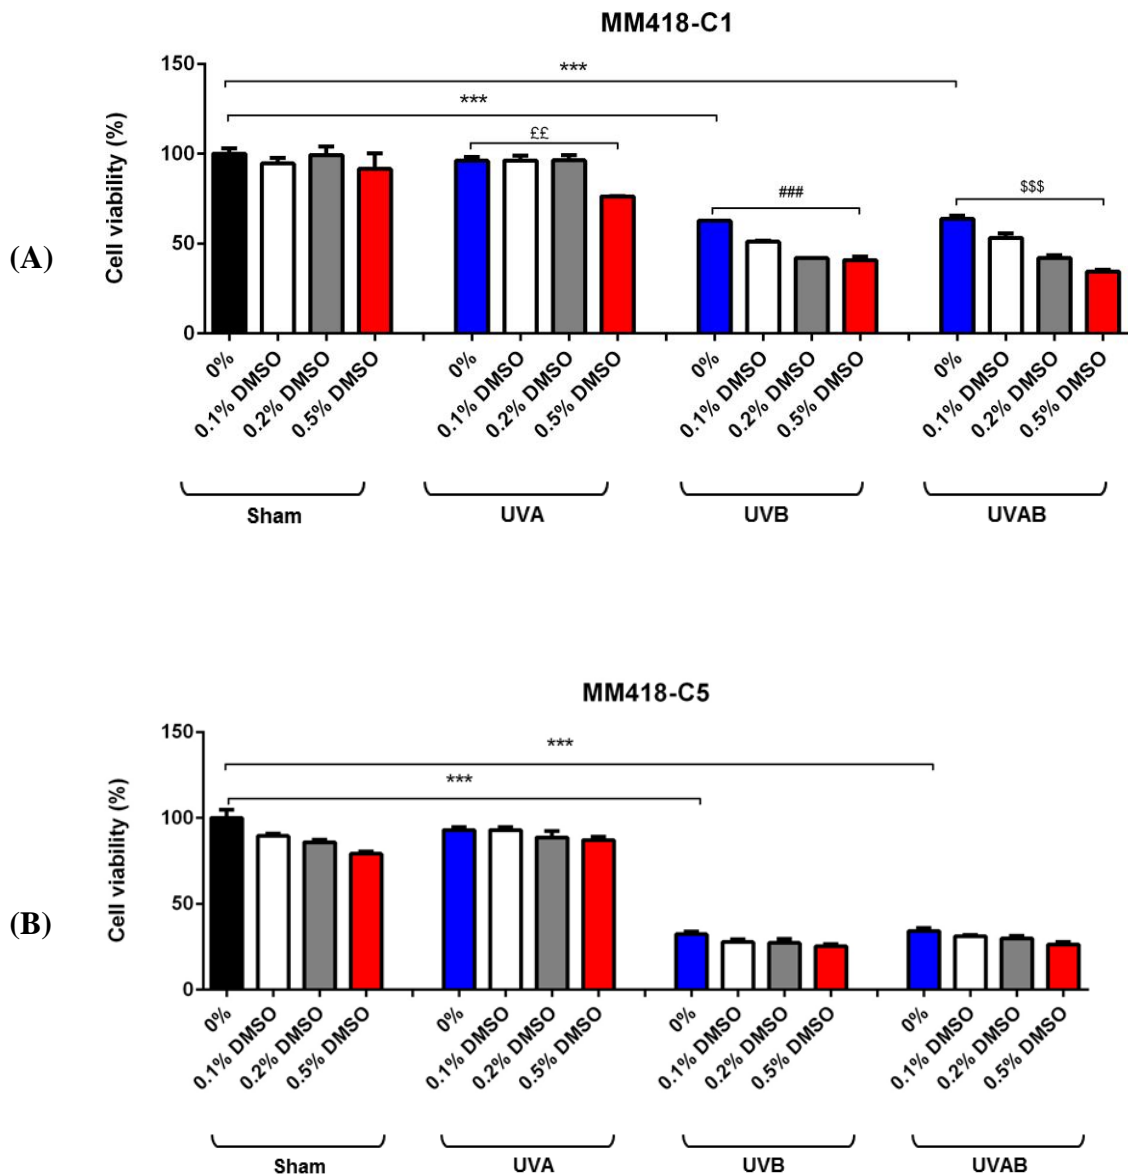 MM418-C1
150
***
***
££
100
###
$$$
(A)
Cell viability (%)
50
0
0% 0.1% DMSO 0.2% DMSO 0.5% DMSO 0% 0.1% DMSO 0.2% DMSO 0.5% DMSO 0% 0.1% DMSO 0.2% DMSO 0.5% DMSO 0% 0.1% DMSO 0.2% DMSO 0.5% DMSO
Sham UVA UVB UVAB
MM418-C5
150
***
***
100
(B)
Cell viability (%)
50
0
0% 0.1% DMSO 0.2% DMSO 0.5% DMSO 0% 0.1% DMSO 0.2% DMSO 0.5% DMSO 0% 0.1% DMSO 0.2% DMSO 0.5% DMSO 0% 0.1% DMSO 0.2% DMSO 0.5% DMSO
Sham UVA UVB UVAB